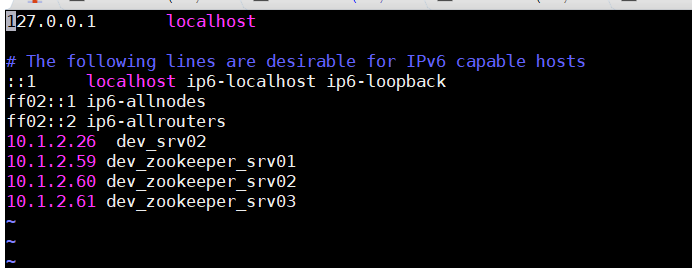 127.0.0.1       localhost
# The following lines are desirable for IPv6 capable hosts
::1     localhost ip6-localhost ip6-loopback
ff02::1 ip6-allnodes
ff02::2 ip6-allrouters
10.1.2.26  dev_srv02
10.1.2.59 dev_zookeeper_srv01
10.1.2.60 dev_zookeeper_srv02
10.1.2.61 dev_zookeeper_srv03
~
~
~